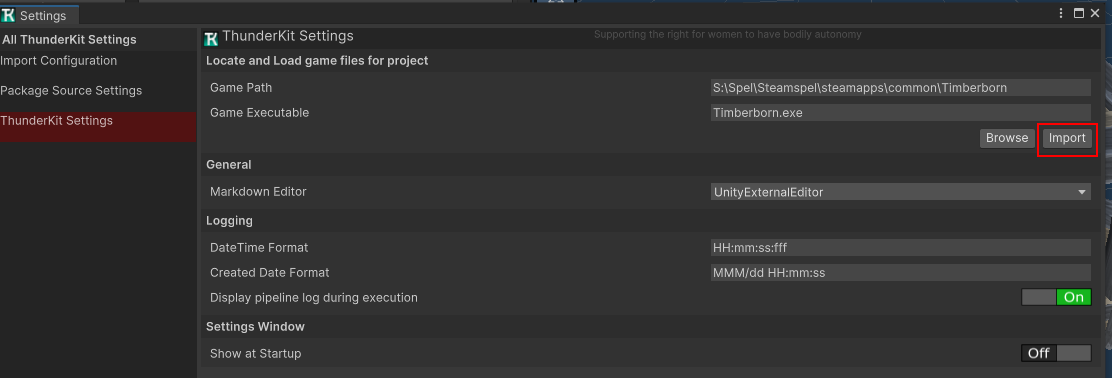 Settings
All ThunderKit Settings
Import Configuration
Package Source Settings
ThunderKit Settings
ThunderKit Settings
Supporting the right for women to have bodily autonomy
Locate and Load game files for project
Game Path
S:\Spel\Steamspel\steamapps\common\Timberborn
Game Executable
Timberborn.exe
Browse
Import
General
Markdown Editor
UnityExternalEditor
Logging
DateTime Format
HH:mm:ss:fff
Created Date Format
MMM/dd HH:mm:ss
Display pipeline log during execution
On
Settings Window
Show at Startup
Off